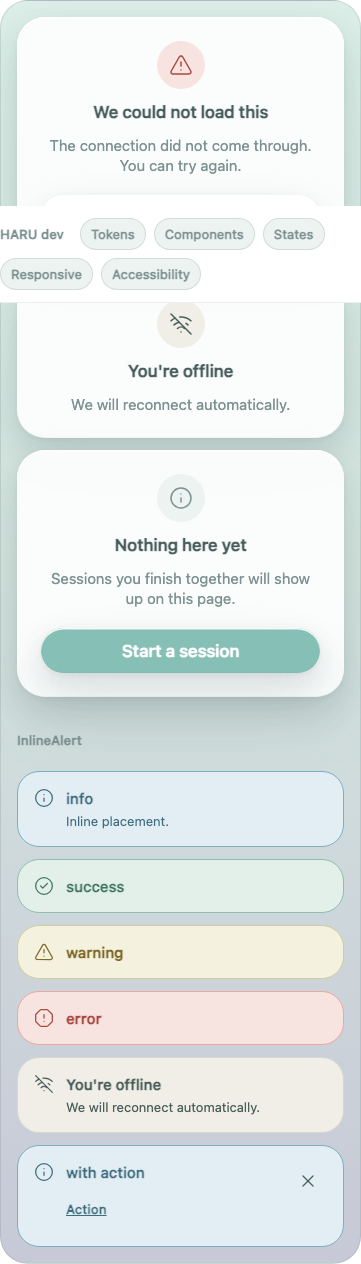 We could not load this
The connection did not come through.
You can try again.
HARU dev
Tokens
Components
States
Responsive
Accessibility
You're offline
We will reconnect automatically.
Nothing here yet
Sessions you finish together will show
up on this page.
Start a session
InlineAlert
info
Inline placement.
success
warning
error
You're offline
We will reconnect automatically.
with action
Action